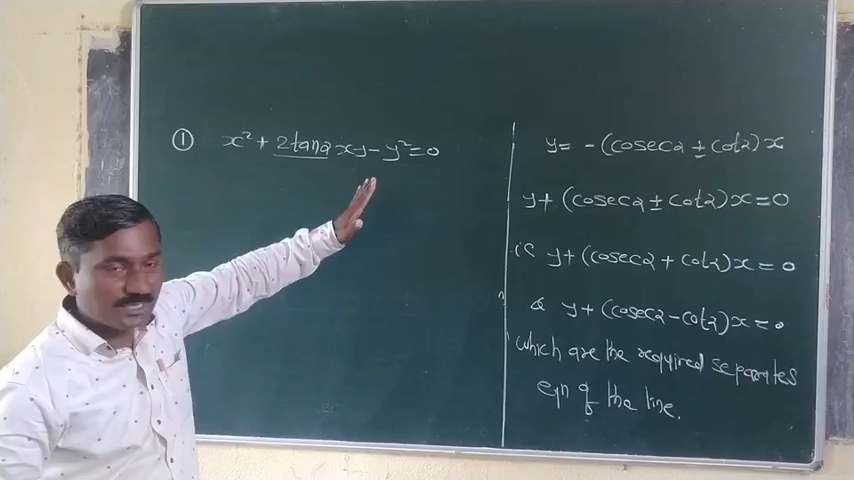 ① x² + 2tanα xy - y² = 0
y = - (cosecα ± cotα)x
y + (cosecα ± cotα)x = 0
ie y + (cosecα + cotα)x = 0
& y + (cosecα - cotα)x = 0
which are the required separates
eqn of the line.